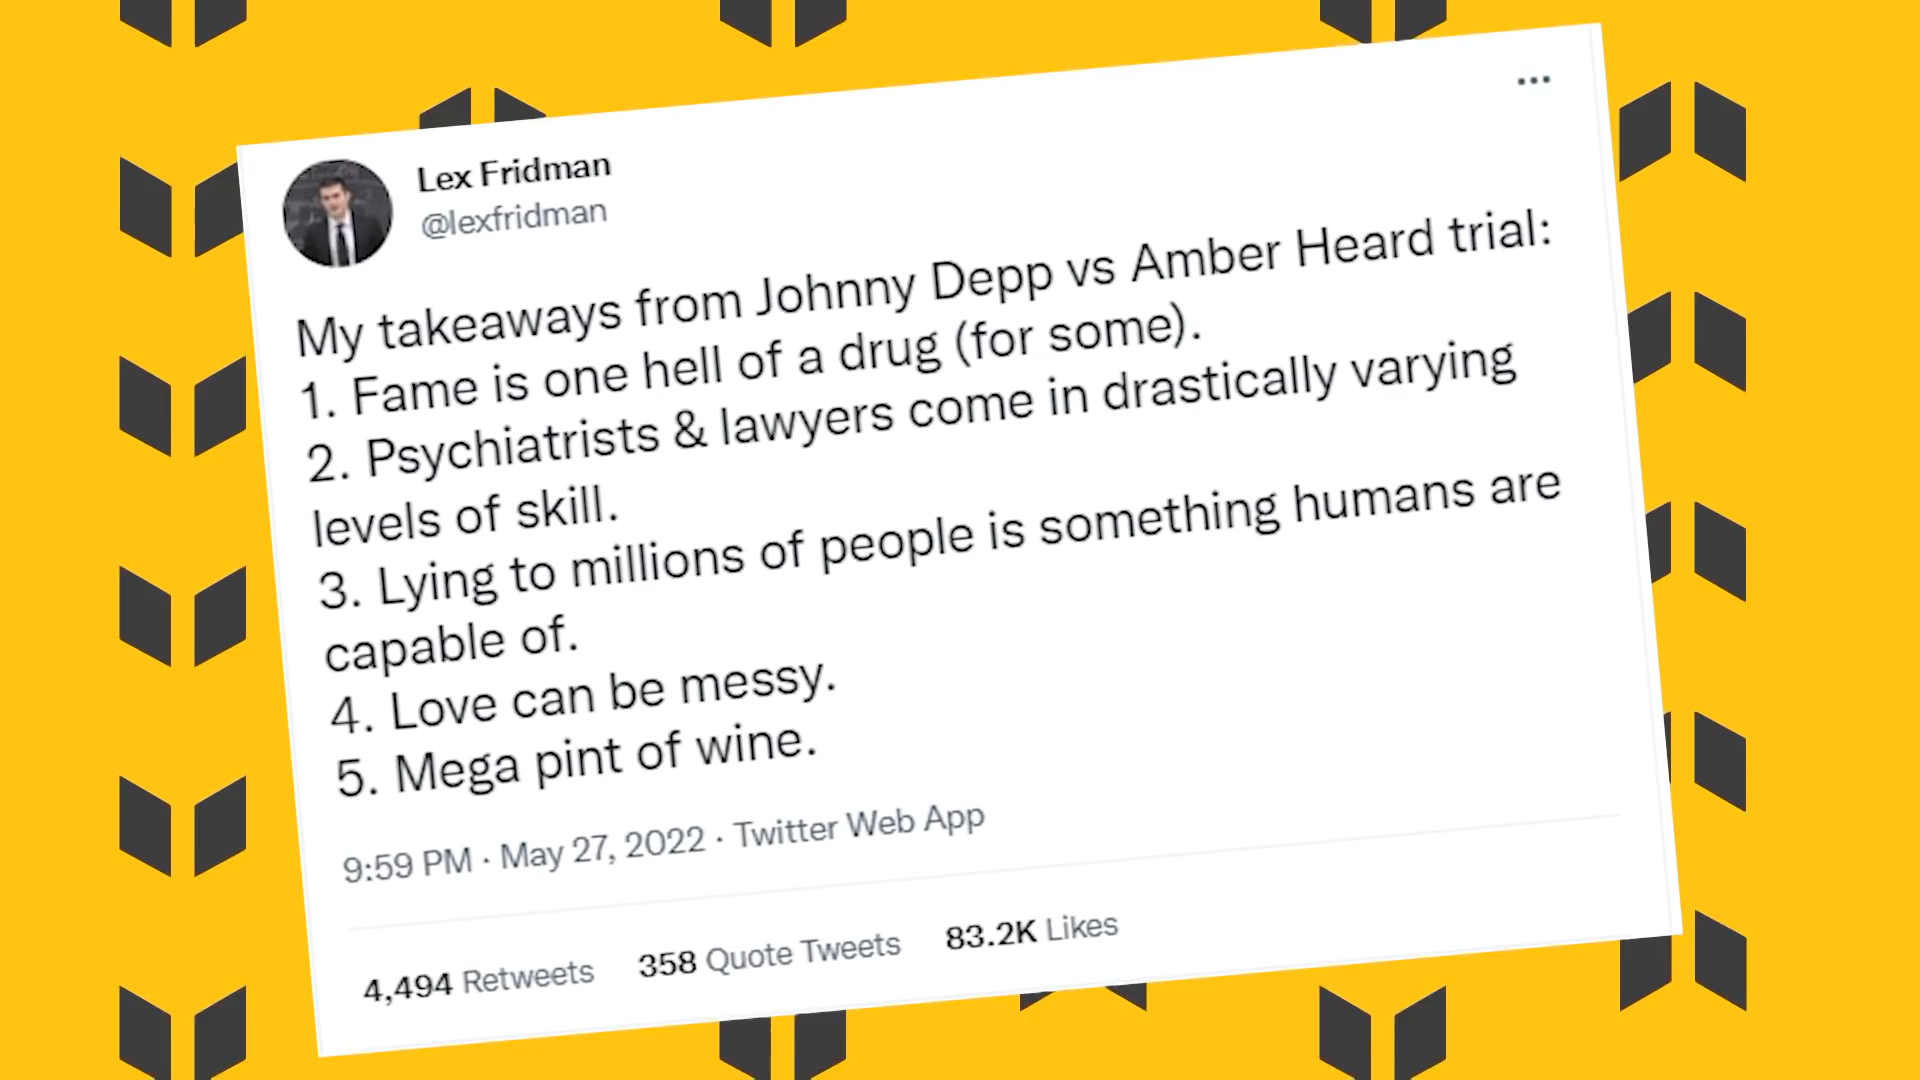 Lex Fridman
@lexfridman
My takeaways from Johnny Depp vs Amber Heard trial:
1. Fame is one hell of a drug (for some).
2. Psychiatrists & lawyers come in drastically varying
levels of skill.
3. Lying to millions of people is something humans are
capable of.
4. Love can be messy.
5. Mega pint of wine.
9:59 PM · May 27, 2022 · Twitter Web App
4,494 Retweets 358 Quote Tweets 83.2K Likes